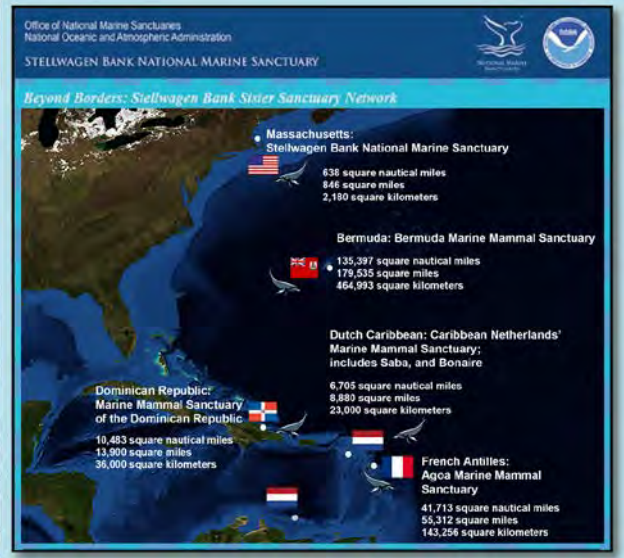 Office of National Marine Sanctuaries
National Oceanic and Atmospheric Administration
STELLWAGEN BANK NATIONAL MARINE SANCTUARY
NATIONAL MARINE
NOAA
Beyond Borders: Stellwagen Bank Sister Sanctuary Network
Massachusetts:
Stellwagen Bank National Marine Sanctuary
638 square nautical miles
846 square miles
2,180 square kilometers
Bermuda: Bermuda Marine Mammal Sanctuary
135,397 square nautical miles
179,535 square miles
464,993 square kilometers
Dutch Caribbean: Caribbean Netherlands'
Marine Mammal Sanctuary;
includes Saba, and Bonaire
6,705 square nautical miles
8,880 square miles
23,000 square kilometers
Dominican Republic:
Marine Mammal Sanctuary
of the Dominican Republic
10,483 square nautical miles
13,900 square miles
36,000 square kilometers
French Antilles:
Agoa Marine Mammal
Sanctuary
41,713 square nautical miles
55,312 square miles
143,256 square kilometers